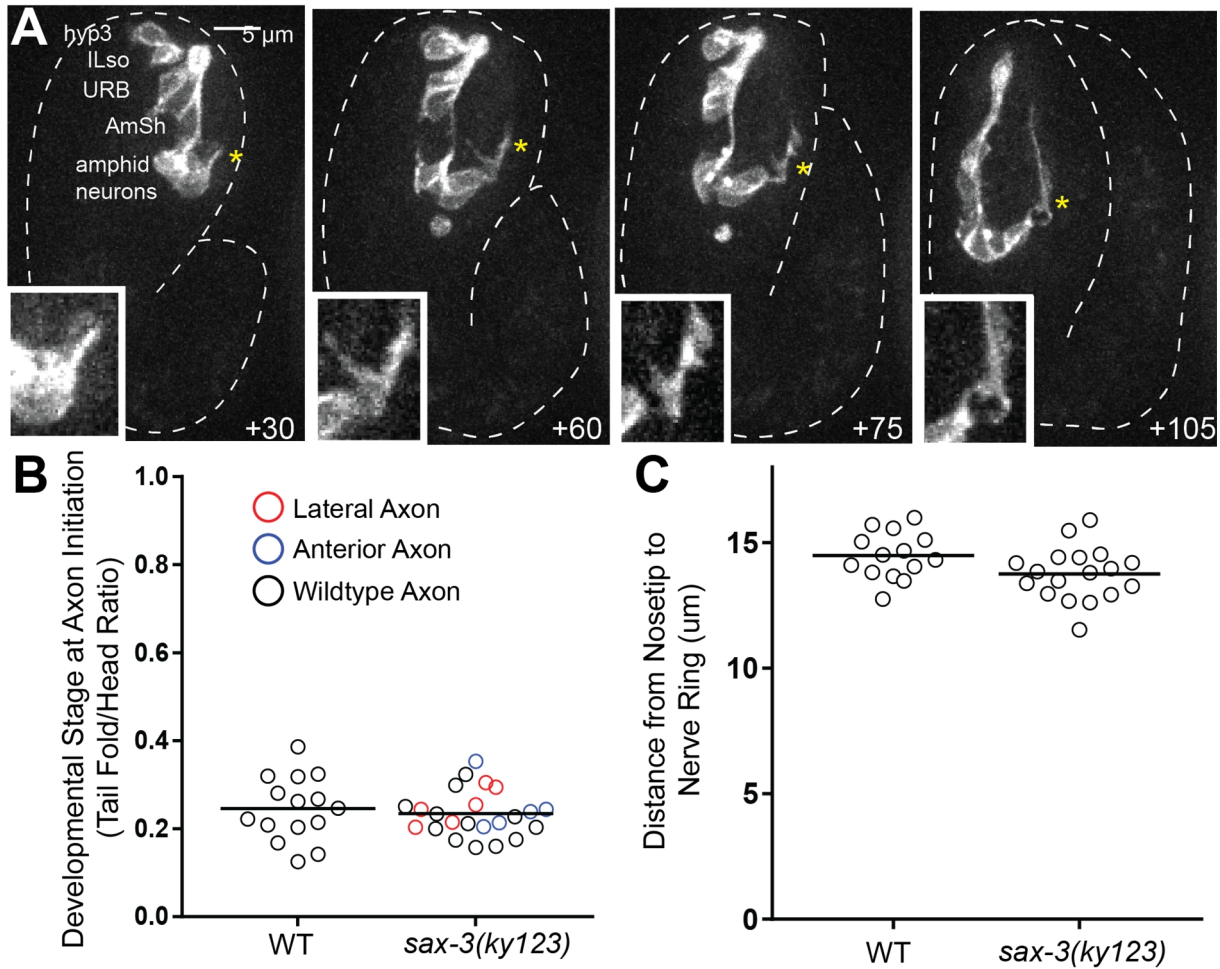 A
hyp3
5 µm
ILso
URB
AmSh
*
amphid
neurons
+30
*
+60
*
+75
*
+105
B
Developmental Stage at Axon Initiation
(Tail Fold/Head Ratio)
1.0
0.8
0.6
0.4
0.2
0.0
Lateral Axon
Anterior Axon
Wildtype Axon
WT
sax-3(ky123)
C
Distance from Nosetip to
Nerve Ring (um)
15
10
5
0
WT
sax-3(ky123)